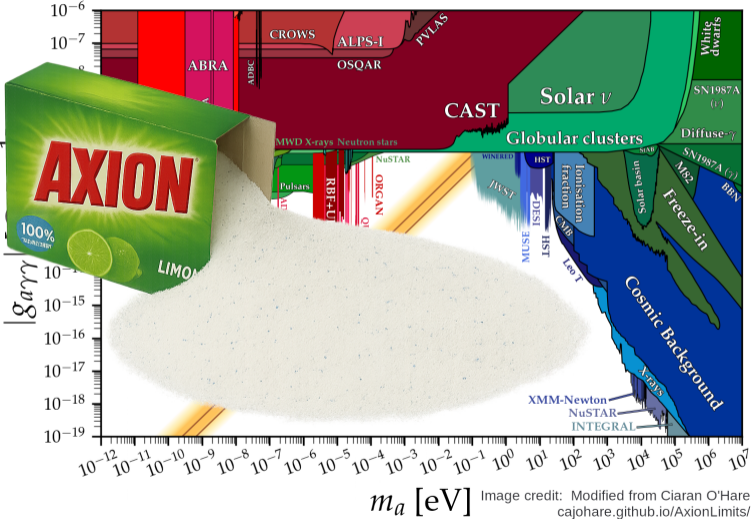 10⁻⁶
10⁻⁷
CROWS
ALPS-I
PVLAS
OSQAR
ABRA
ADBC
CAST
Solar ν
Globular clusters
White dwarfs
SN1987A
Diffuse-γ
SN1987A (γ)
MWD X-rays
Neutron stars
NuSTAR
Pulsars
RBF+U
ORGAN
WINERED
HST
JWST
MUSE
DESI
HST
Ionisation
fraction
CMB
Leo T
Solar basin
M82
BBN
Freeze-in
Cosmic Background
X-rays
XMM-Newton
NuSTAR
INTEGRAL
AXION
100%
LIMON
|gaγγ|
10⁻¹⁵
10⁻¹⁶
10⁻¹⁷
10⁻¹⁸
10⁻¹⁹
10⁻¹² 10⁻¹¹ 10⁻¹⁰ 10⁻⁹ 10⁻⁸ 10⁻⁷ 10⁻⁶ 10⁻⁵ 10⁻⁴ 10⁻³ 10⁻² 10⁻¹ 10⁰ 10¹ 10² 10³ 10⁴ 10⁵ 10⁶ 10⁷
mₐ [eV]
Image credit: Modified from Ciaran O'Hare
cajohare.github.io/AxionLimits/